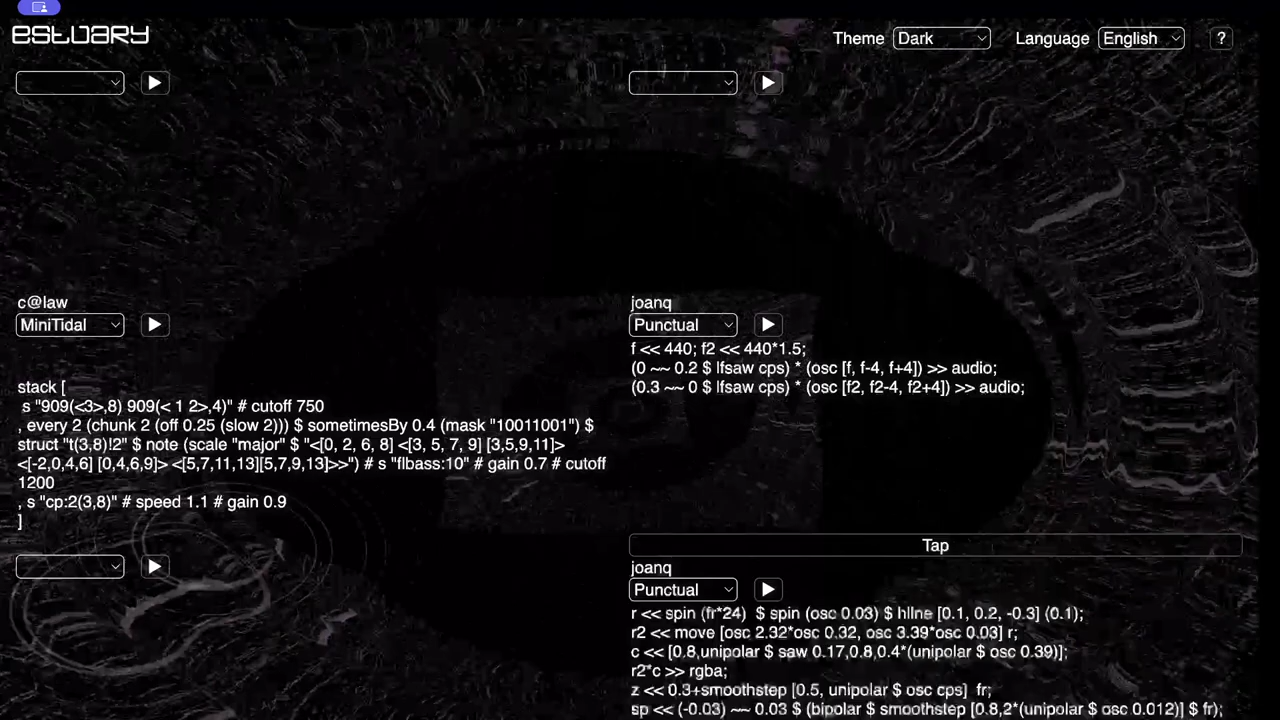 estuary
Theme Dark Language English ?
c@law
MiniTidal
stack [
s "909(<3>,8) 909(< 1 2>,4)" # cutoff 750
, every 2 (chunk 2 (off 0.25 (slow 2))) $ sometimesBy 0.4 (mask "10011001") $
struct "t(3,8)!2" $ note (scale "major" $ "<[0, 2, 6, 8] <[3, 5, 7, 9] [3,5,9,11]>
<[-2,0,4,6] [0,4,6,9]> <[5,7,11,13][5,7,9,13]>>") # s "flbass:10" # gain 0.7 # cutoff
1200
, s "cp:2(3,8)" # speed 1.1 # gain 0.9
]
joanq
Punctual
f << 440; f2 << 440*1.5;
(0 ~~ 0.2 $ lfsaw cps) * (osc [f, f-4, f+4]) >> audio;
(0.3 ~~ 0 $ lfsaw cps) * (osc [f2, f2-4, f2+4]) >> audio;
Tap
joanq
Punctual
r << spin (fr*24) $ spin (osc 0.03) $ hline [0.1, 0.2, -0.3] (0.1);
r2 << move [osc 2.32*osc 0.32, osc 3.39*osc 0.03] r;
c << [0.8,unipolar $ saw 0.17,0.8,0.4*(unipolar $ osc 0.39)];
r2*c >> rgba;
z << 0.3+smoothstep [0.5, unipolar $ osc cps] fr;
sp << (-0.03) ~~ 0.03 $ (bipolar $ smoothstep [0.8,2*(unipolar $ osc 0.012)] $ fr);